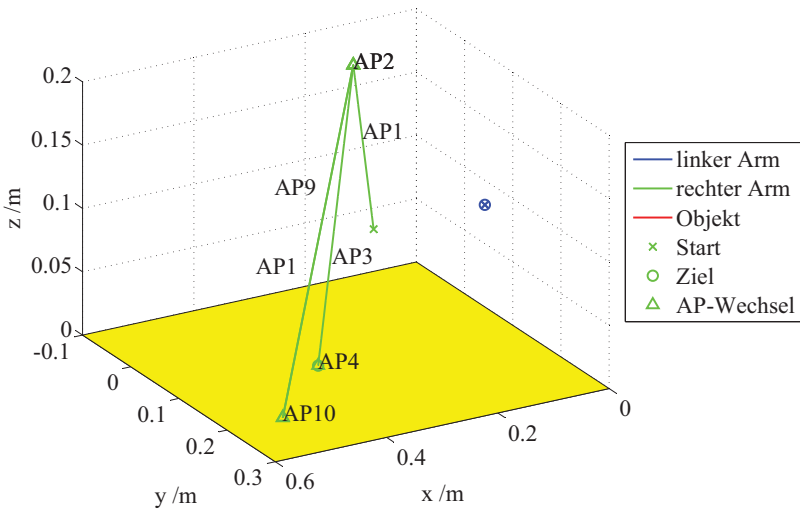 AP2
0.2
AP1
0.15
linker Arm
AP9
rechter Arm
z /m
0.1
Objekt
Start
AP1
AP3
0.05
Ziel
AP-Wechsel
0
-0.1
AP4
0
0
0.1
AP10
0.2
0.2
0.4
0.3
0.6
y /m
x /m